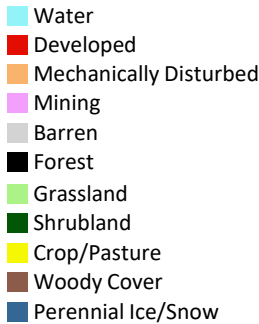 Water
Developed
Mechanically Disturbed
Mining
Barren
Forest
Grassland
Shrubland
Crop/Pasture
Woody Cover
Perennial Ice/Snow